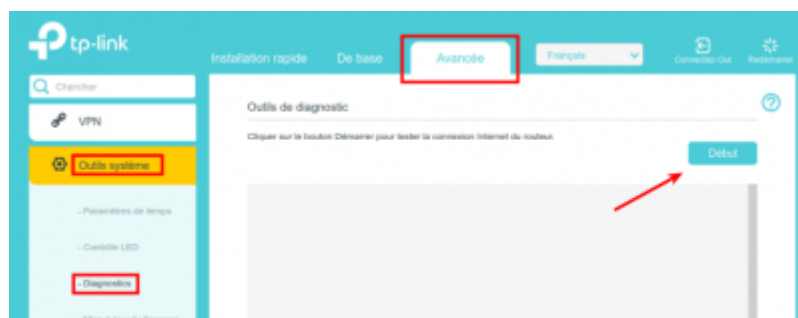 tp-link
Installation rapide De base Avancée Français Connectez-Out Redémarrer
Chercher
Outils de diagnostic
VPN
Cliquer sur le bouton Démarrer pour tester la connexion Internet du routeur.
Début
Outils système
- Paramètres de temps
- Contrôle LED
- Diagnostics